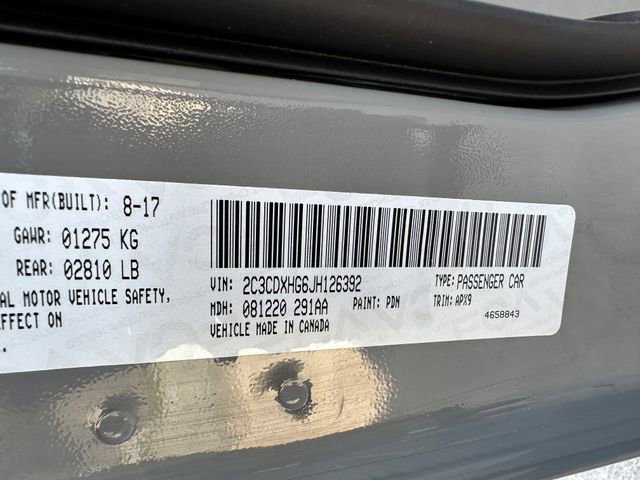 OF MFR(BUILT): 8-17
GAWR: 01275 KG
REAR: 02810 LB
AL MOTOR VEHICLE SAFETY,
EFFECT ON
VIN: 2C3CDXHG6JH126392
TYPE: PASSENGER CAR
MDH: 081220 291AA
PAINT: PDN
TRIM: APX9
VEHICLE MADE IN CANADA
4658843